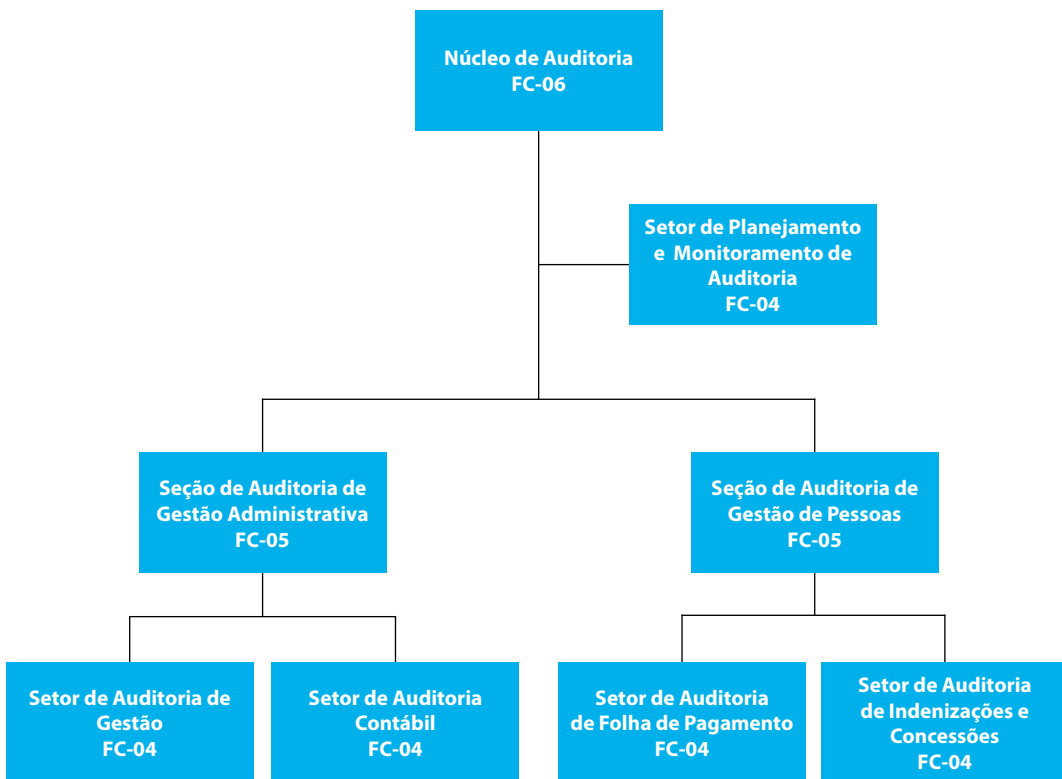 Núcleo de Auditoria
FC-06
Setor de Planejamento
e Monitoramento de
Auditoria
FC-04
Seção de Auditoria de
Gestão Administrativa
FC-05
Seção de Auditoria de
Gestão de Pessoas
FC-05
Setor de Auditoria de
Gestão
FC-04
Setor de Auditoria
Contábil
FC-04
Setor de Auditoria
de Folha de Pagamento
FC-04
Setor de Auditoria
de Indenizações e
Concessões
FC-04